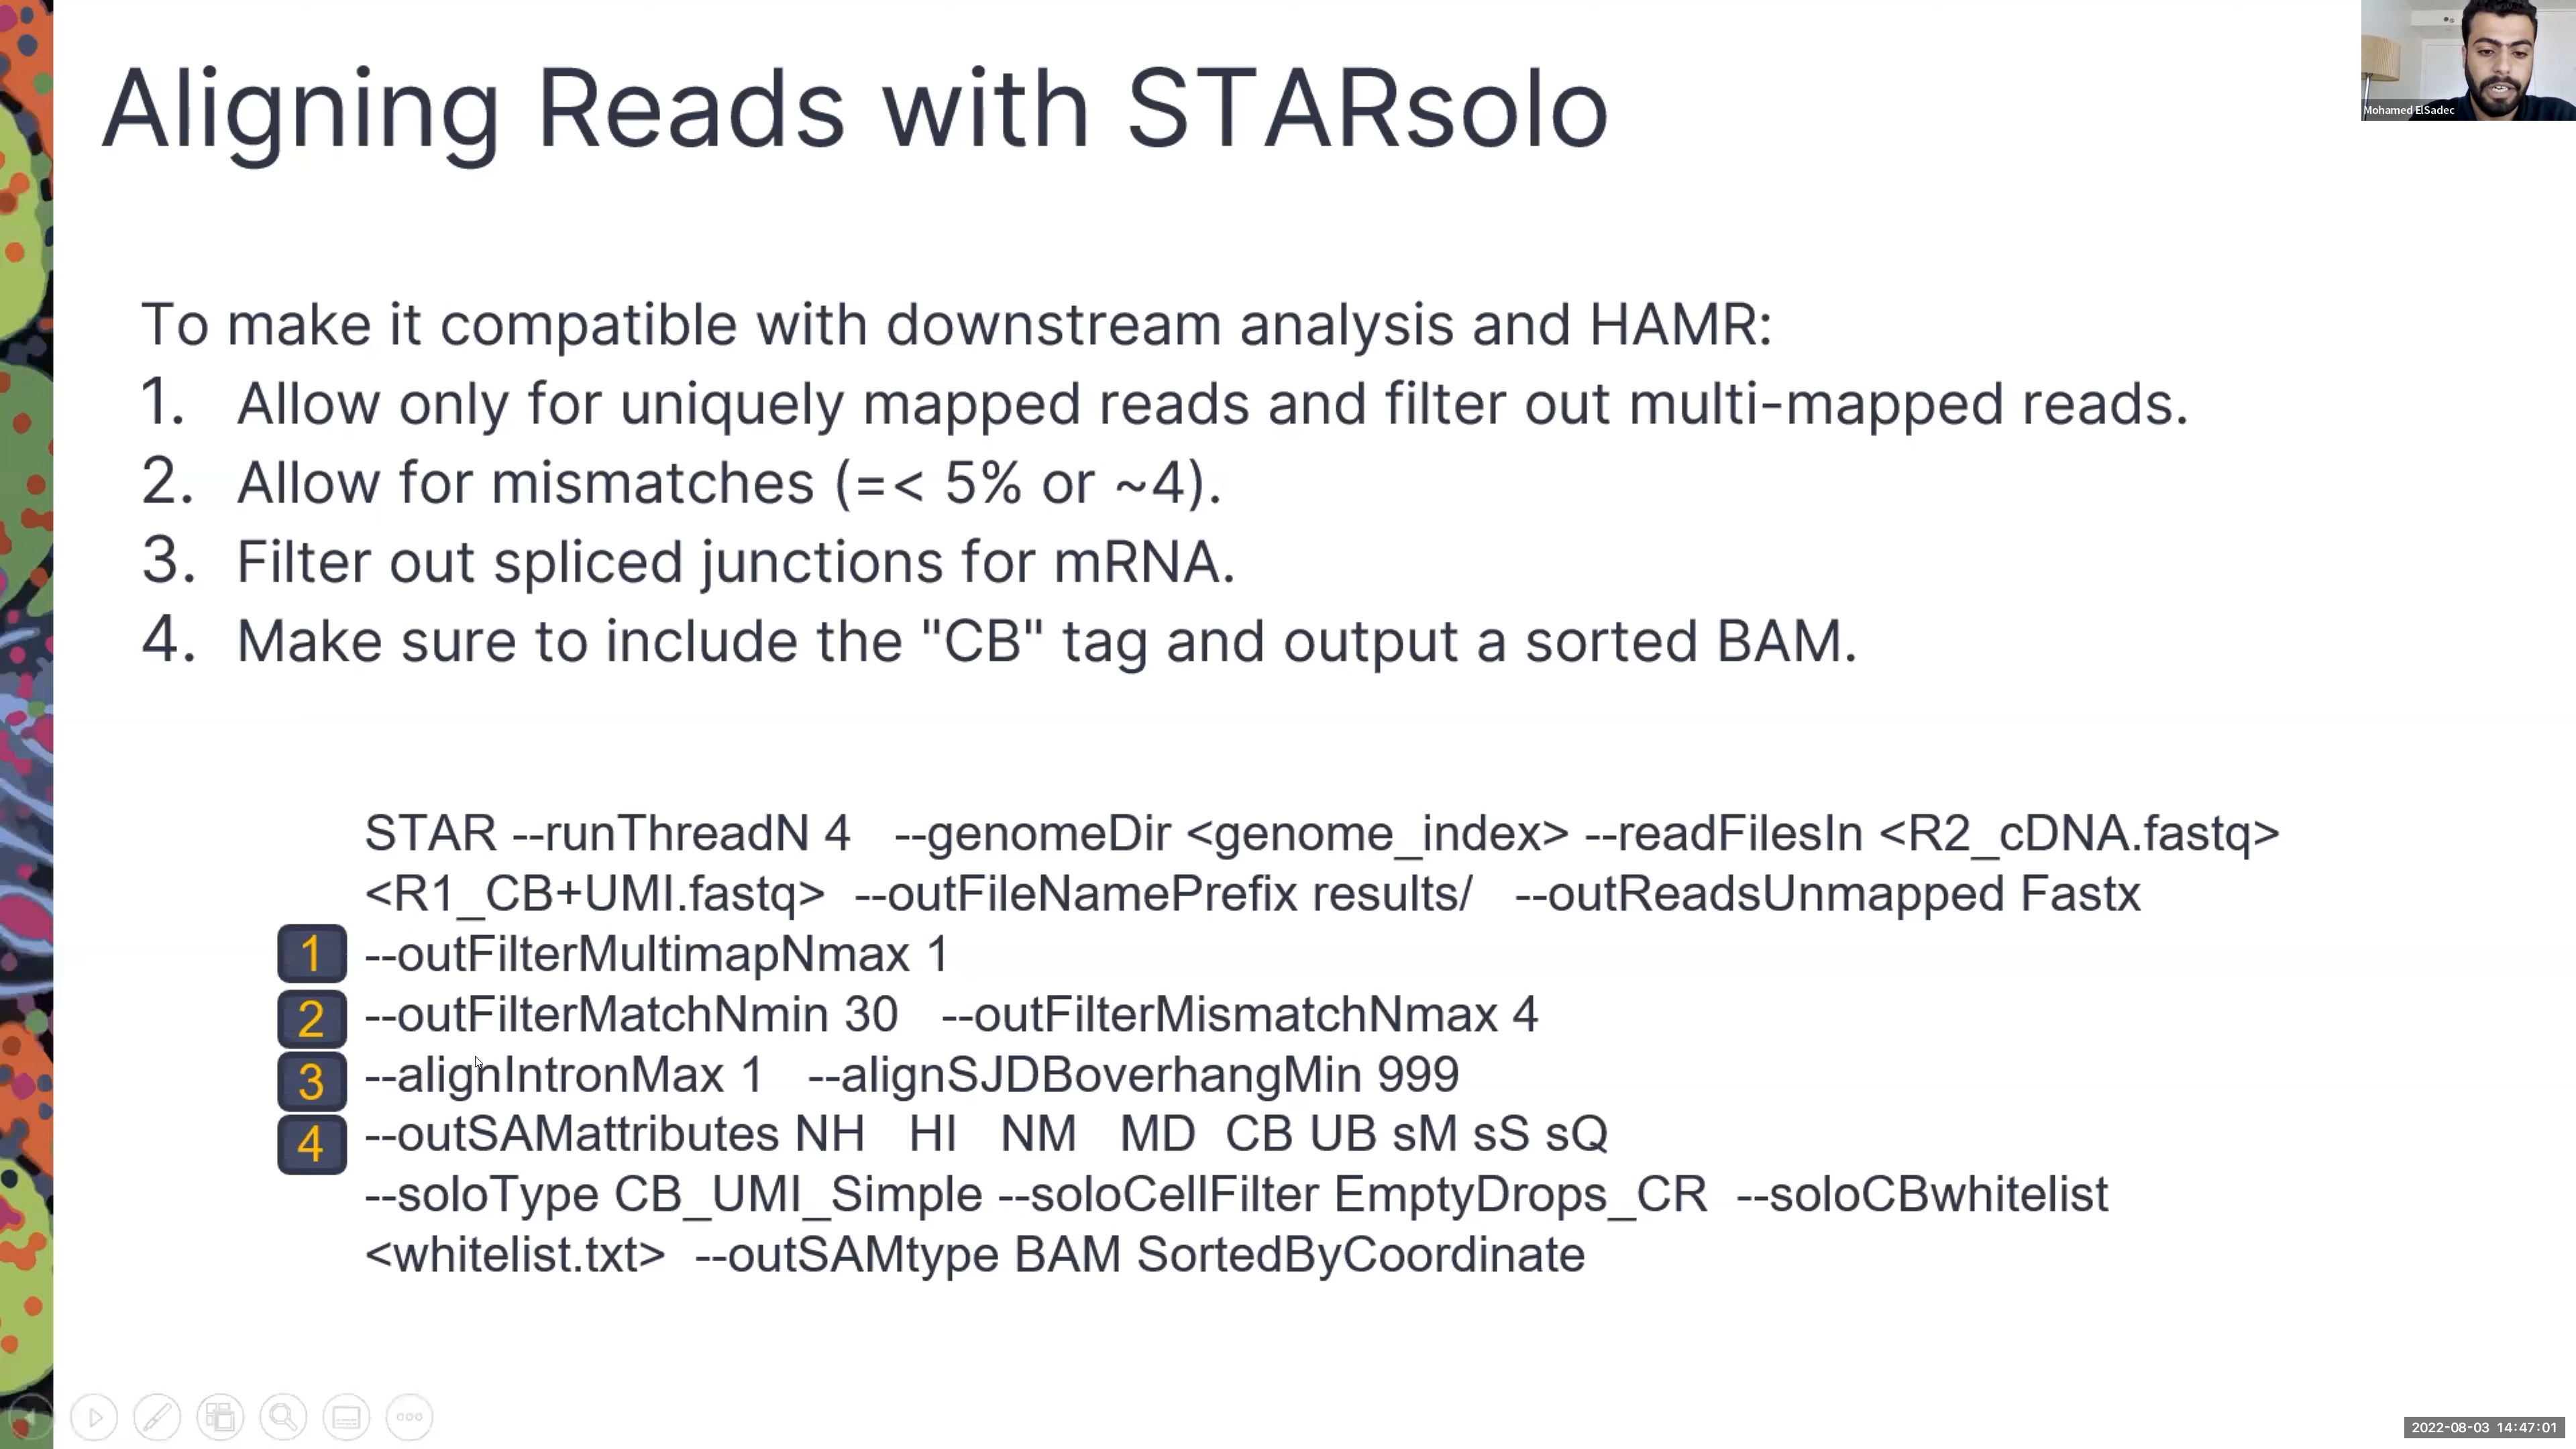 Aligning Reads with STARsolo
Mohamed ElSadec
To make it compatible with downstream analysis and HAMR:
1. Allow only for uniquely mapped reads and filter out multi-mapped reads.
2. Allow for mismatches (=< 5% or ~4).
3. Filter out spliced junctions for mRNA.
4. Make sure to include the "CB" tag and output a sorted BAM.
STAR --runThreadN 4 --genomeDir <genome_index> --readFilesIn <R2_cDNA.fastq>
<R1_CB+UMI.fastq> --outFileNamePrefix results/ --outReadsUnmapped Fastx
1 --outFilterMultimapNmax 1
2 --outFilterMatchNmin 30 --outFilterMismatchNmax 4
3 --alignIntronMax 1 --alignSJDBoverhangMin 999
4 --outSAMattributes NH HI NM MD CB UB sM sS sQ
--soloType CB_UMI_Simple --soloCellFilter EmptyDrops_CR --soloCBwhitelist
<whitelist.txt> --outSAMtype BAM SortedByCoordinate
2022-08-03 14:47:01